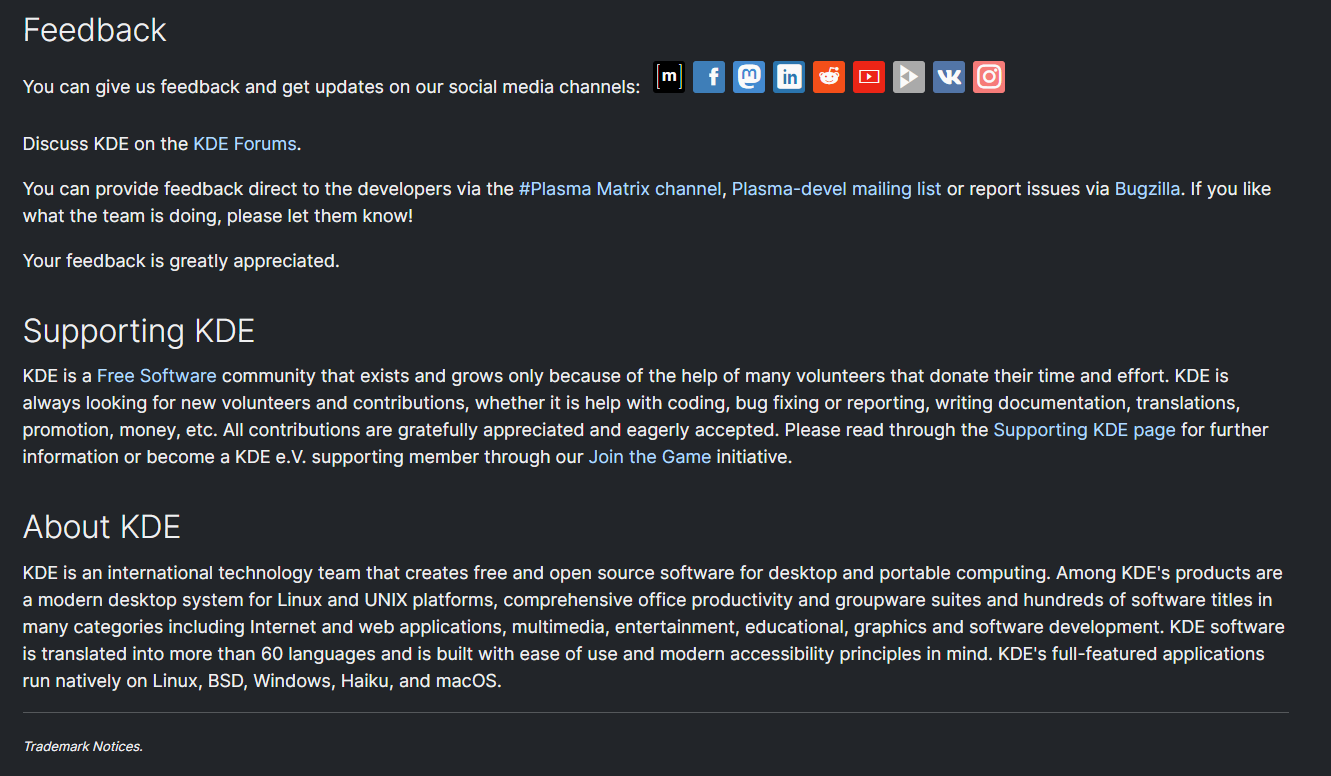 Feedback
You can give us feedback and get updates on our social media channels: [m] f m in VK
Discuss KDE on the KDE Forums.
You can provide feedback direct to the developers via the #Plasma Matrix channel, Plasma-devel mailing list or report issues via Bugzilla. If you like
what the team is doing, please let them know!
Your feedback is greatly appreciated.
Supporting KDE
KDE is a Free Software community that exists and grows only because of the help of many volunteers that donate their time and effort. KDE is
always looking for new volunteers and contributions, whether it is help with coding, bug fixing or reporting, writing documentation, translations,
promotion, money, etc. All contributions are gratefully appreciated and eagerly accepted. Please read through the Supporting KDE page for further
information or become a KDE e.V. supporting member through our Join the Game initiative.
About KDE
KDE is an international technology team that creates free and open source software for desktop and portable computing. Among KDE's products are
a modern desktop system for Linux and UNIX platforms, comprehensive office productivity and groupware suites and hundreds of software titles in
many categories including Internet and web applications, multimedia, entertainment, educational, graphics and software development. KDE software
is translated into more than 60 languages and is built with ease of use and modern accessibility principles in mind. KDE's full-featured applications
run natively on Linux, BSD, Windows, Haiku, and macOS.
Trademark Notices.